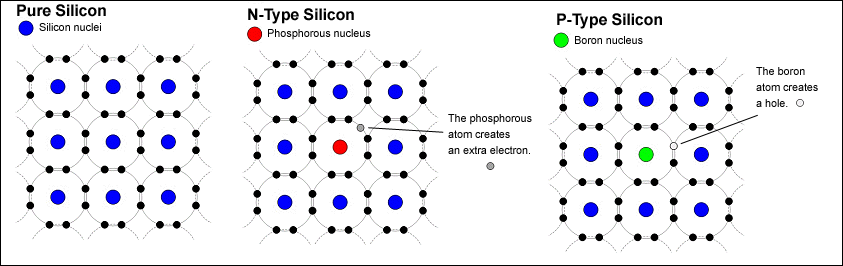 Pure Silicon
Silicon nuclei
N-Type Silicon
Phosphorous nucleus
The phosphorous
atom creates
an extra electron.
P-Type Silicon
Boron nucleus
The boron
atom creates
a hole.